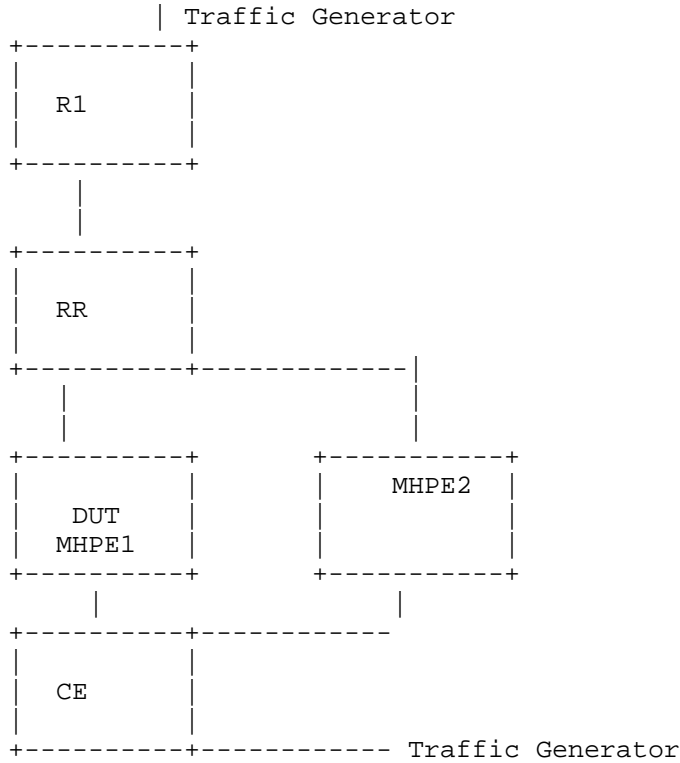 Traffic Generator
R1
RR
MHPE2
DUT
MHPE1
CE
Traffic Generator